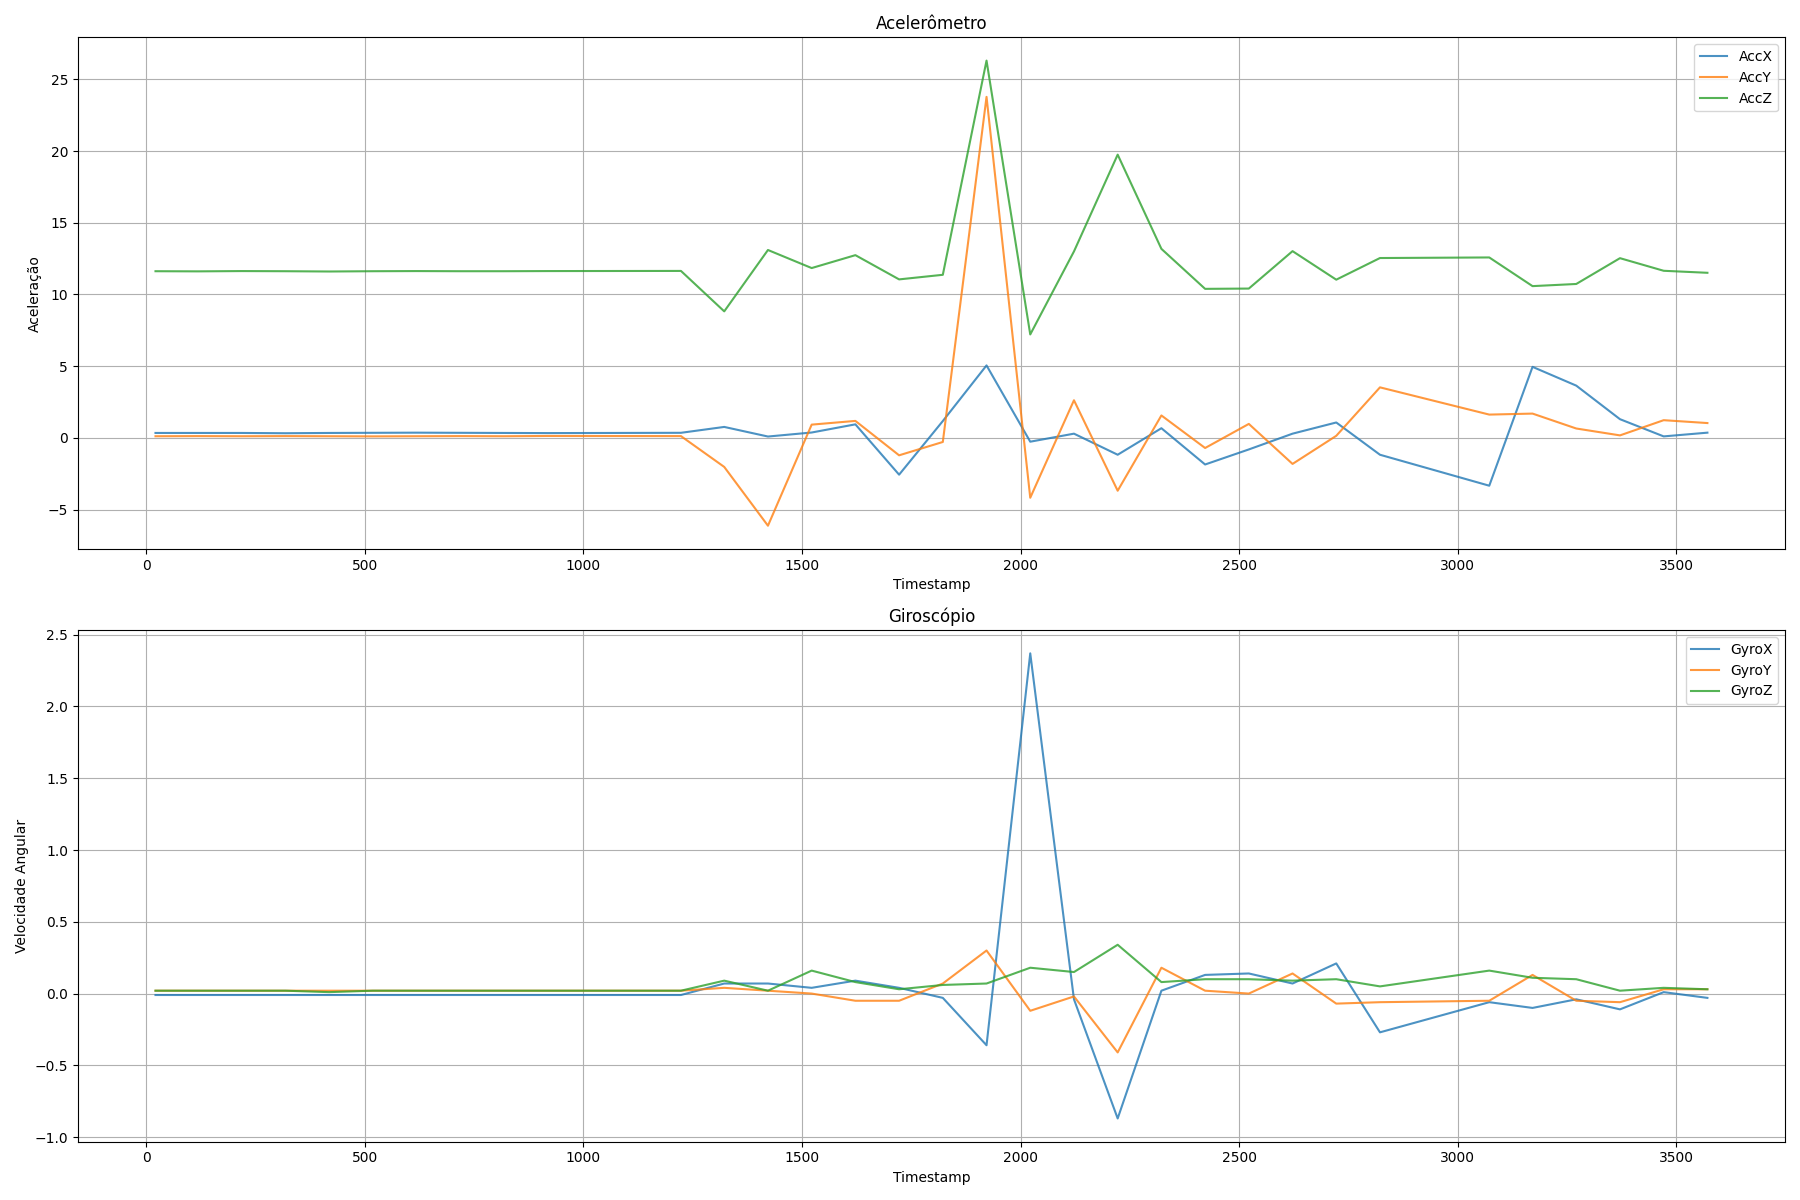 Acelerômetro
AccX
AccY
AccZ
25
20
15
10
5
0
−5
Aceleração
0 500 1000 1500 2000 2500 3000 3500
Timestamp
Giroscópio
GyroX
GyroY
GyroZ
2.5
2.0
1.5
1.0
0.5
0.0
−0.5
−1.0
Velocidade Angular
0 500 1000 1500 2000 2500 3000 3500
Timestamp